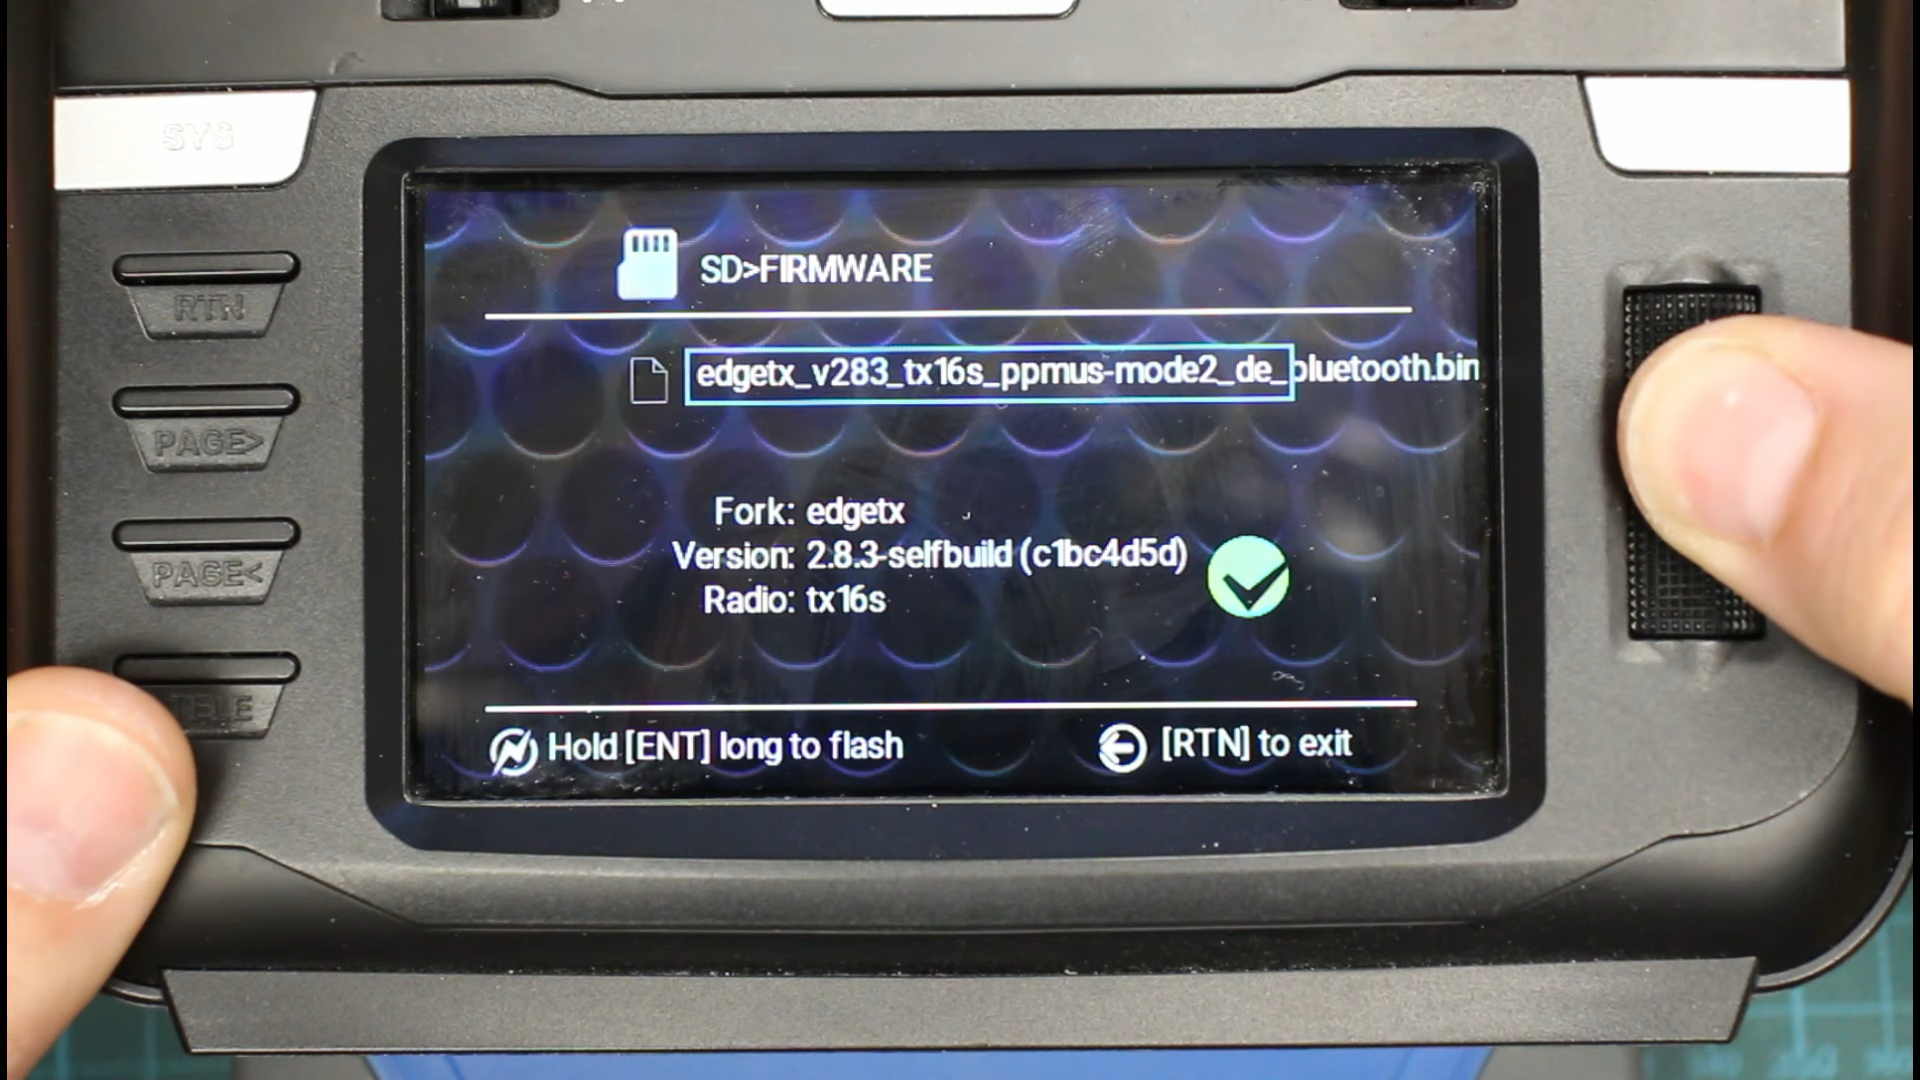 SYS
SD>FIRMWARE
RTN
edgetx_v283_tx16s_ppmus-mode2_de_bluetooth.bin
PAGE>
Fork: edgetx
Version: 2.8.3-selfbuild (c1bc4d5d)
PAGE<
Radio: tx16s
TELE
Hold [ENT] long to flash
[RTN] to exit